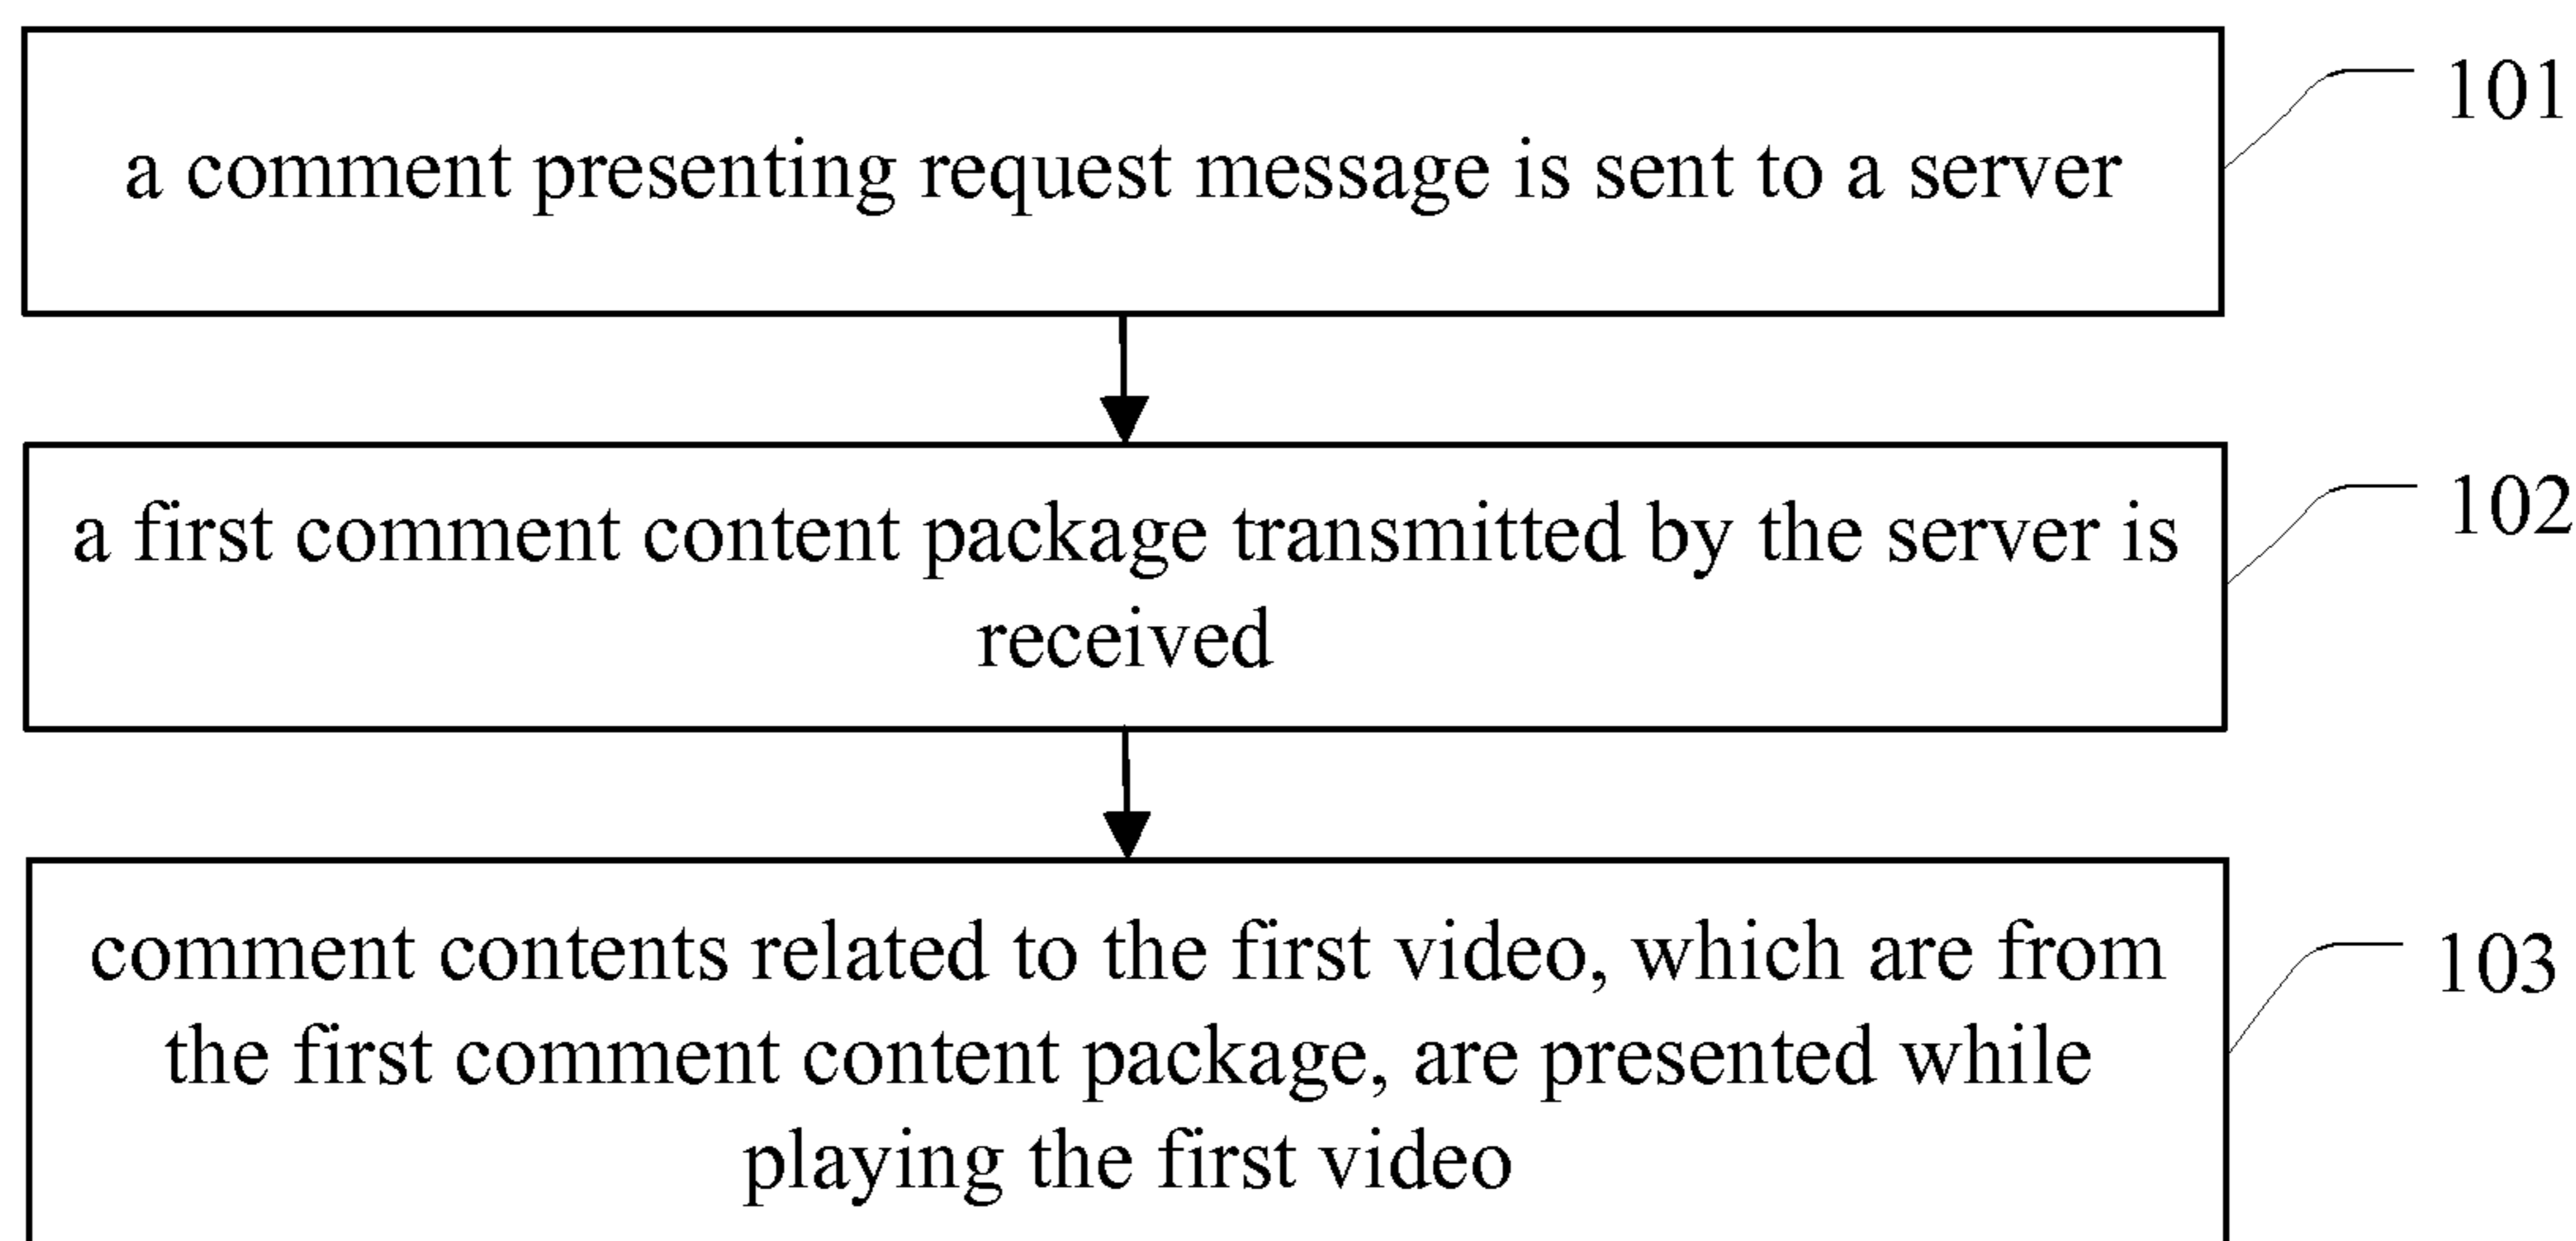 a comment presenting request message is sent to a server
101
a first comment content package transmitted by the server is
received
102
comment contents related to the first video, which are from
the first comment content package, are presented while
playing the first video
103